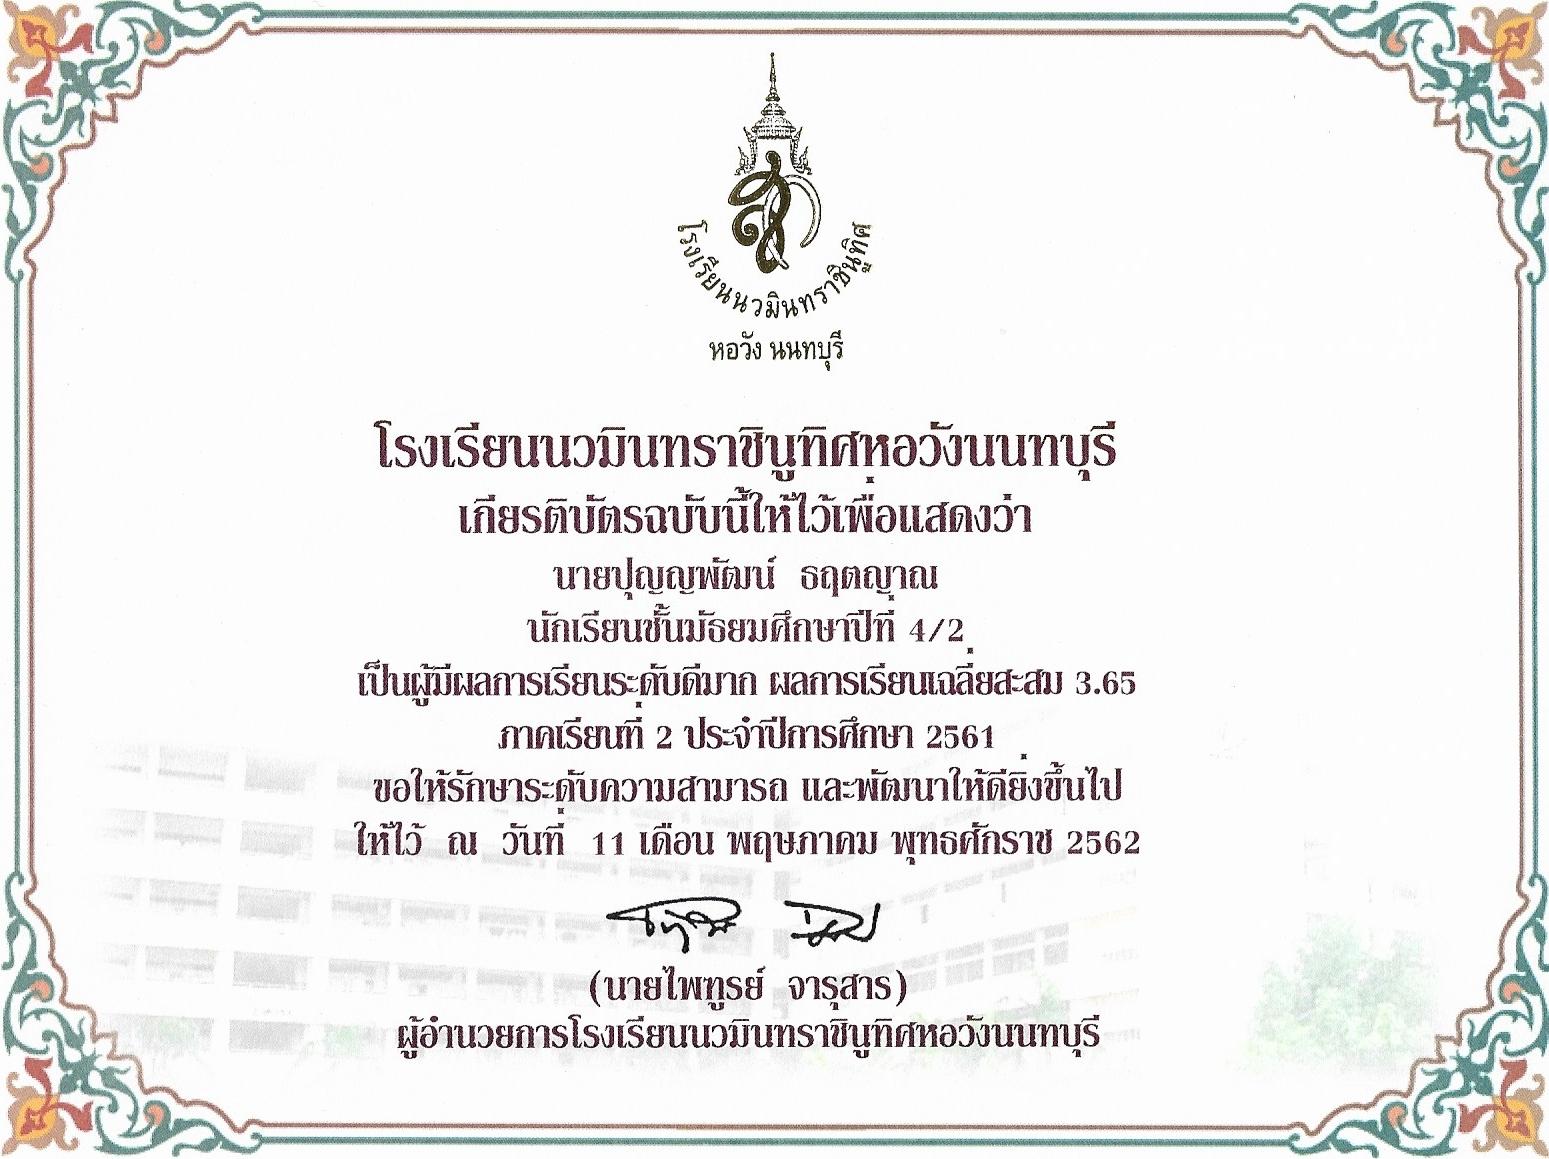 โรงเรียนนวมินทราชินูทิศ
หอวัง นนทบุรี
โรงเรียนนวมินทราชินูทิศหอวังนนทบุรี
เกียรติบัตรฉบับนี้ให้ไว้เพื่อแสดงว่า
นายปุญญพัฒน์ ธฤตญาณ
นักเรียนชั้นมัธยมศึกษาปีที่ 4/2
เป็นผู้มีผลการเรียนระดับดีมาก ผลการเรียนเฉลี่ยสะสม 3.65
ภาคเรียนที่ 2 ประจำปีการศึกษา 2561
ขอให้รักษาระดับความสามารถ และพัฒนาให้ดียิ่งขึ้นไป
ให้ไว้ ณ วันที่ 11 เดือน พฤษภาคม พุทธศักราช 2562
(นายไพฑูรย์ จารุสาร)
ผู้อำนวยการโรงเรียนนวมินทราชินูทิศหอวังนนทบุรี